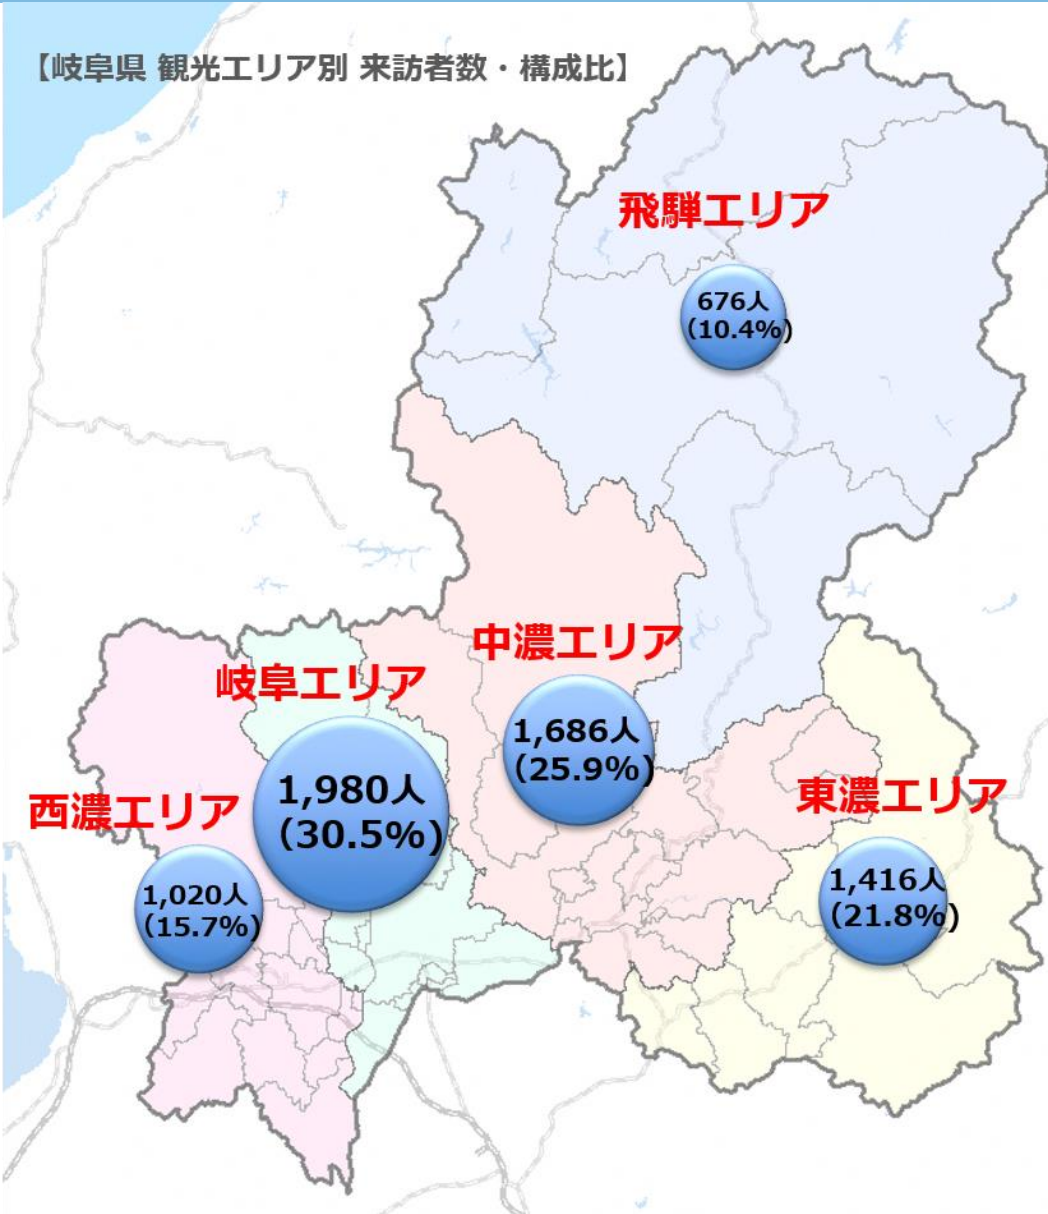 【岐阜県 観光エリア別 来訪者数・構成比】
飛騨エリア
676人
（10.4%)
中濃エリア
1,686人
（25.9%)
岐阜エリア
1,980人
（30.5%)
西濃エリア
1,020人
（15.7%)
東濃エリア
1,416人
（21.8%)